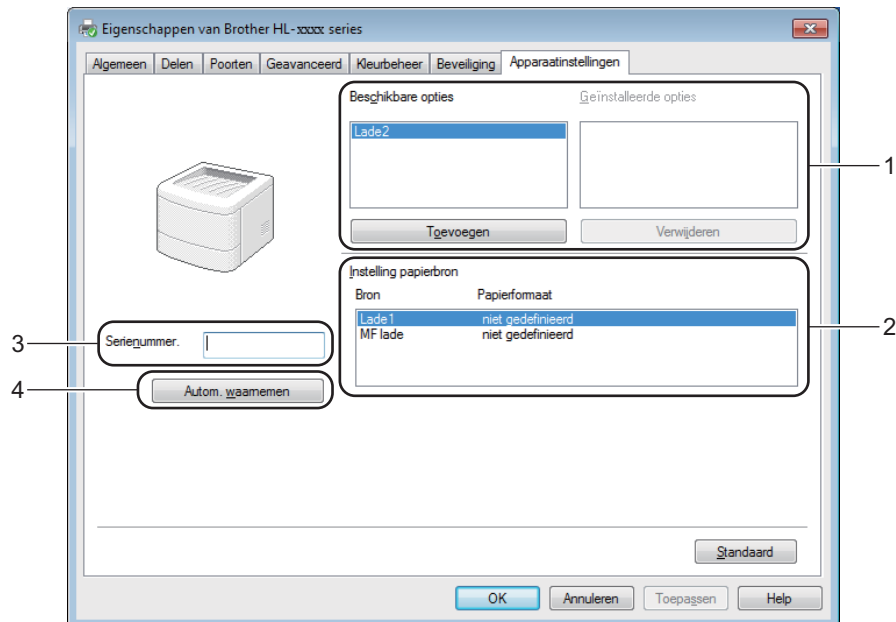 Eigenschappen van Brother HL-xxxx series
Algemeen Delen Poorten Geavanceerd Kleurbeheer Beveiliging Apparaatinstellingen
Beschikbare opties Geïnstalleerde opties
Lade2
1
Toevoegen Verwijderen
Instelling papierbron
Bron Papierformaat
Lade1 niet gedefinieerd
MF lade niet gedefinieerd
2
3 Serienummer.
4 Autom. waarnemen
Standaard
OK Annuleren Toepassen Help